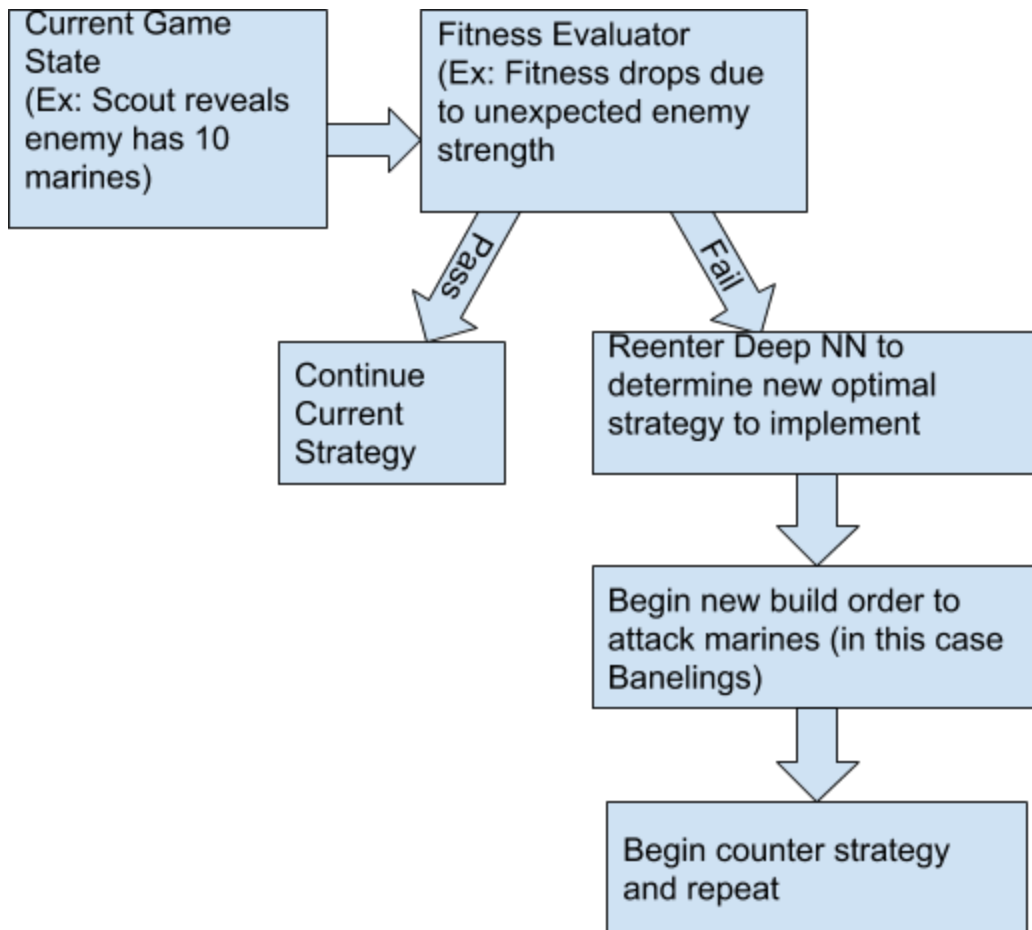 Current Game
State
(Ex: Scout reveals
enemy has 10
marines)
Fitness Evaluator
(Ex: Fitness drops due
to unexpected enemy
strength
Pass
Fail
Continue
Current
Strategy
Reenter Deep NN to
determine new optimal
strategy to implement
Begin new build order to
attack marines (in this case
Banelings)
Begin counter strategy
and repeat